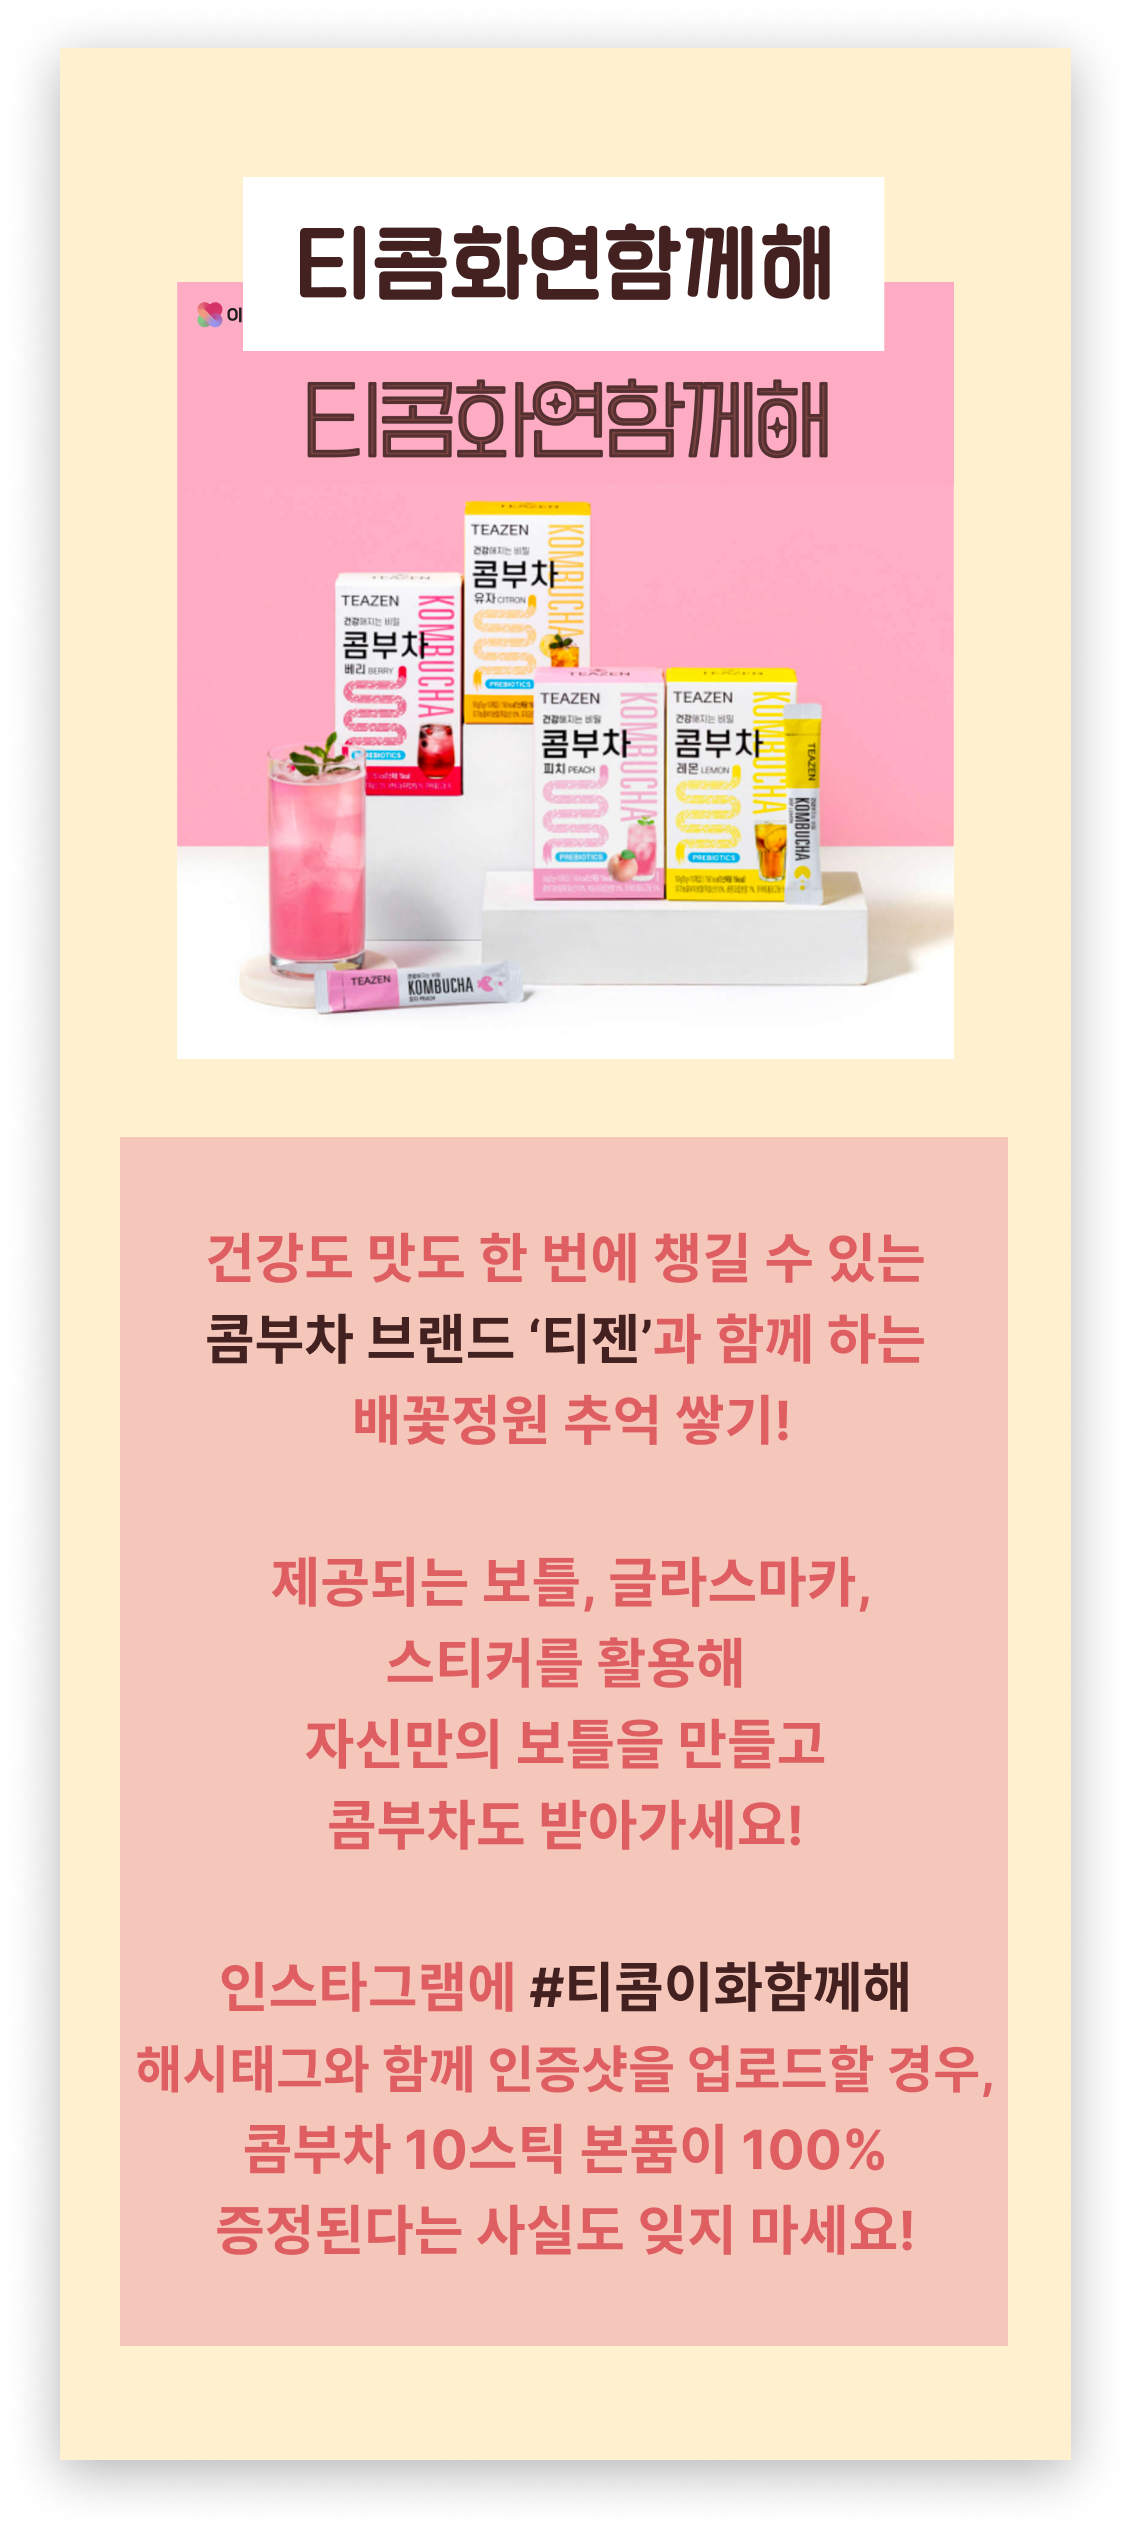 티콤화연함께해
이
티콤화연함께해
TEAZEN
건강해지는 비밀
콤부차
유자 CITRON
KOMBUCHA
PREBIOTICS
TEAZEN
건강해지는 비밀
콤부차
베리 BERRY
KOMBUCHA
PREBIOTICS
TEAZEN
건강해지는 비밀
콤부차
피치 PEACH
KOMBUCHA
PREBIOTICS
TEAZEN
건강해지는 비밀
콤부차
레몬 LEMON
KOMBUCHA
PREBIOTICS
TEAZEN
KOMBUCHA
TEAZEN
KOMBUCHA
피치 PEACH
건강도 맛도 한 번에 챙길 수 있는
콤부차 브랜드 ‘티젠’과 함께 하는
배꽃정원 추억 쌓기!
제공되는 보틀, 글라스마카,
스티커를 활용해
자신만의 보틀을 만들고
콤부차도 받아가세요!
인스타그램에 #티콤이화함께해
해시태그와 함께 인증샷을 업로드할 경우,
콤부차 10스틱 본품이 100%
증정된다는 사실도 잊지 마세요!